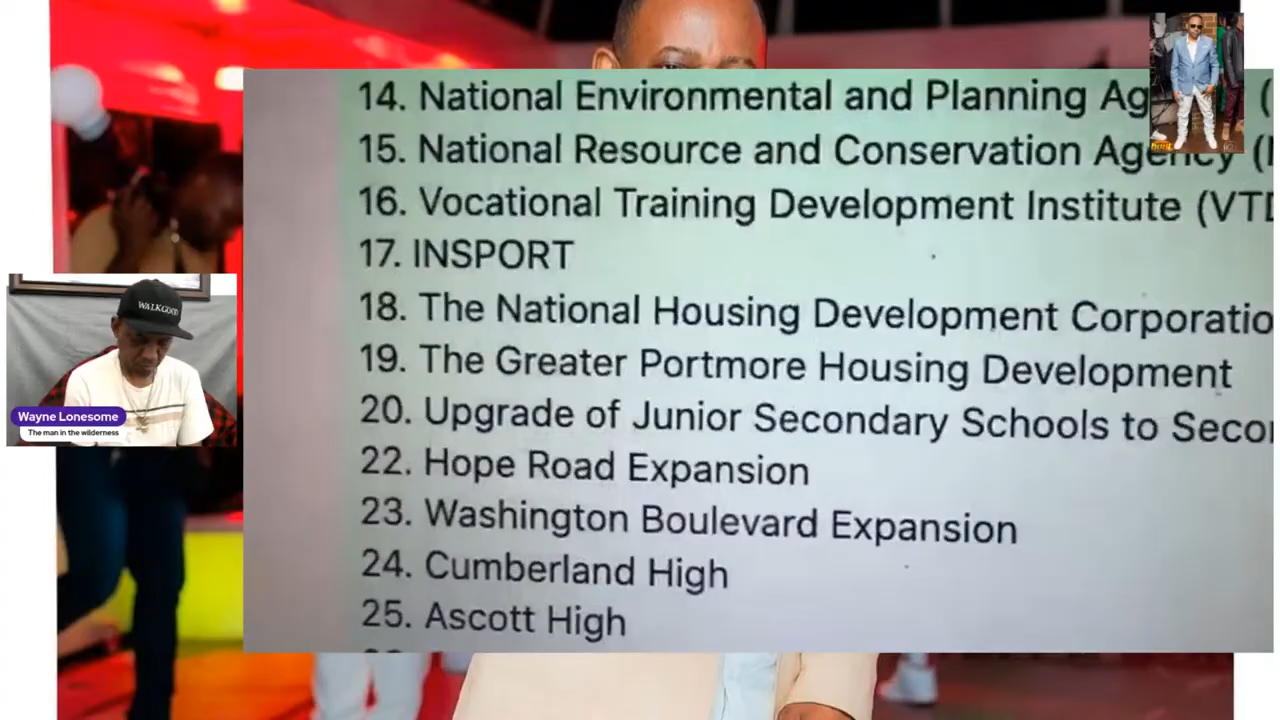 14. National Environmental and Planning Ag (
15. National Resource and Conservation Agency (
16. Vocational Training Development Institute (VTD
17. INSPORT
18. The National Housing Development Corporatio
19. The Greater Portmore Housing Development
20. Upgrade of Junior Secondary Schools to Seco
22. Hope Road Expansion
23. Washington Boulevard Expansion
24. Cumberland High
25. Ascott High
WALKGOOD
Wayne Lonesome
The man in the wilderness